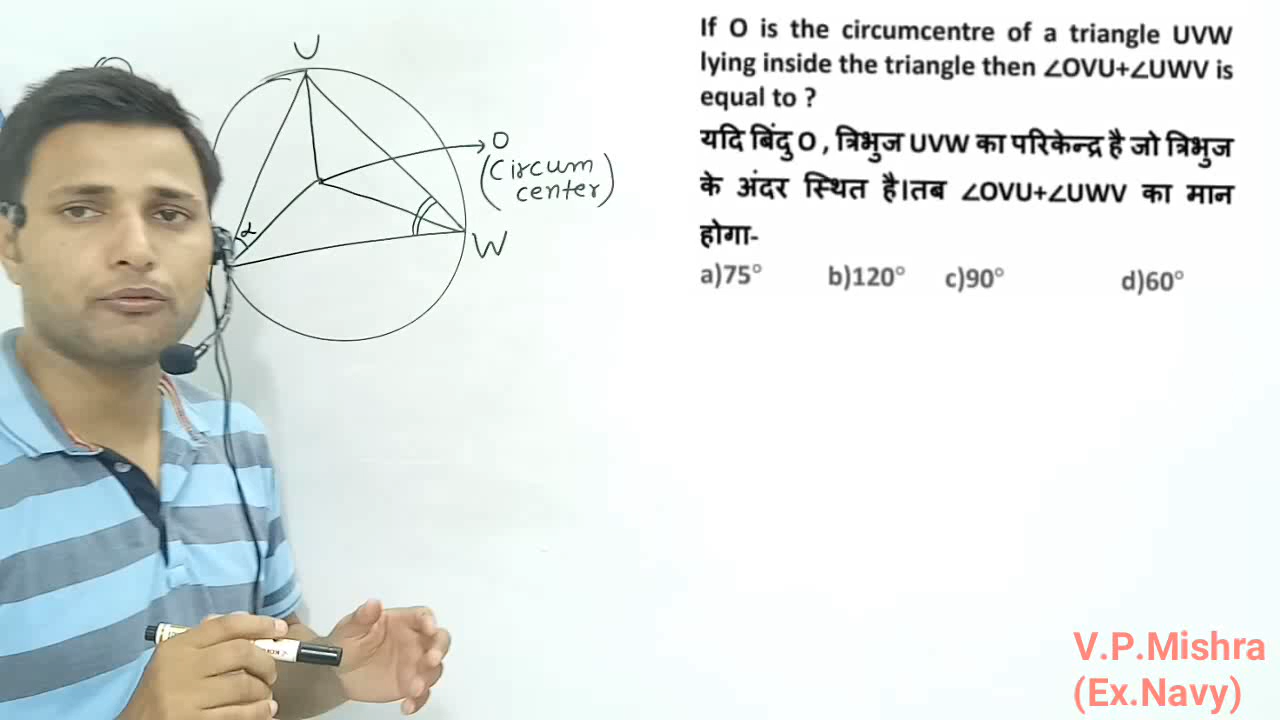 U
O
(Circum
center)
α
W
If O is the circumcentre of a triangle UVW
lying inside the triangle then ∠OVU+∠UWV is
equal to ?
यदि बिंदु O , त्रिभुज UVW का परिकेन्द्र है जो त्रिभुज
के अंदर स्थित है।तब ∠OVU+∠UWV का मान
होगा-
a)75° b)120° c)90° d)60°
V.P.Mishra
(Ex.Navy)